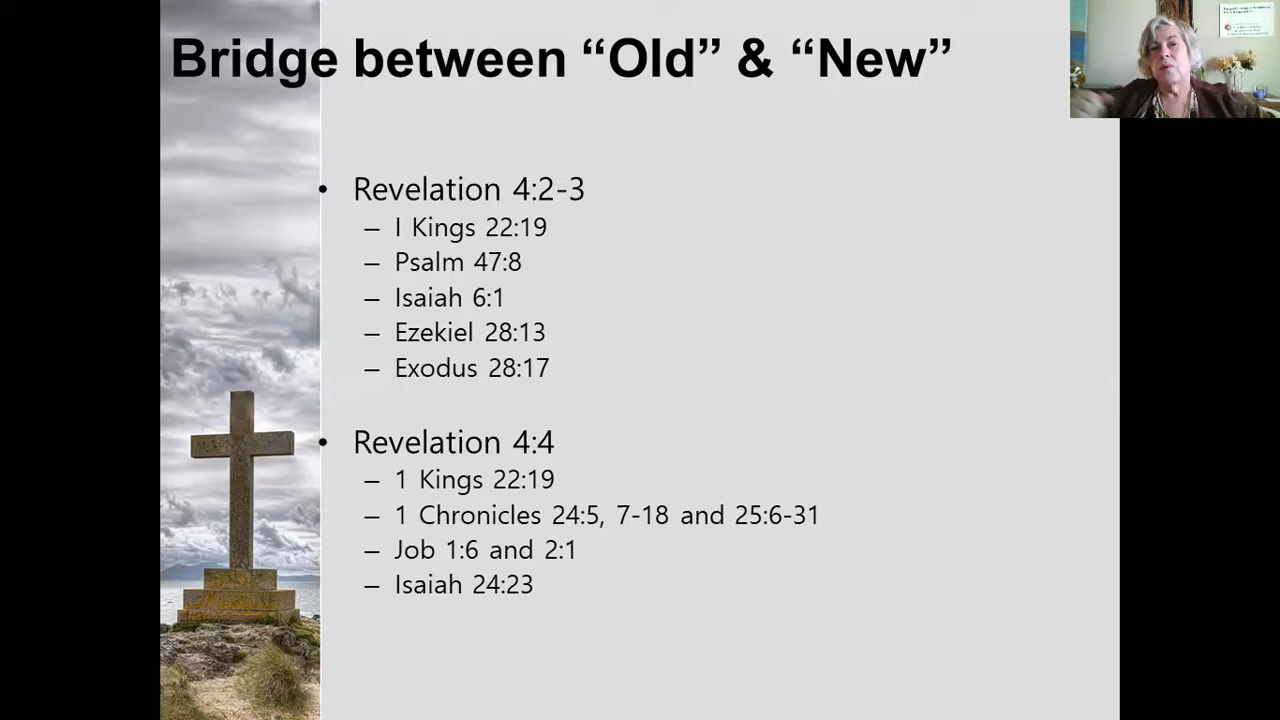 Bridge between “Old” & “New”
• Revelation 4:2-3
– I Kings 22:19
– Psalm 47:8
– Isaiah 6:1
– Ezekiel 28:13
– Exodus 28:17
• Revelation 4:4
– 1 Kings 22:19
– 1 Chronicles 24:5, 7-18 and 25:6-31
– Job 1:6 and 2:1
– Isaiah 24:23